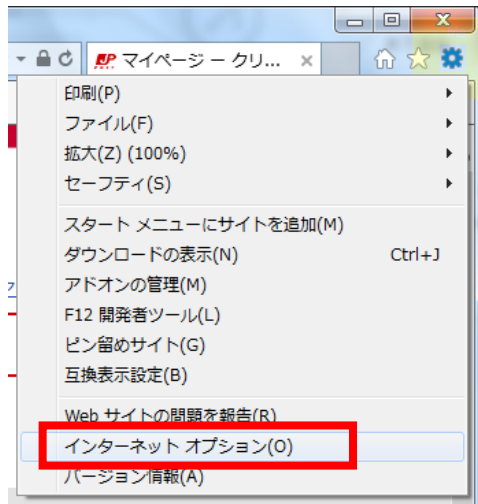 JP マイページ － クリ...
印刷(P)
ファイル(F)
拡大(Z) (100%)
セーフティ(S)
スタート メニューにサイトを追加(M)
ダウンロードの表示(N) Ctrl+J
アドオンの管理(M)
F12 開発者ツール(L)
ピン留めサイト(G)
互換表示設定(B)
Web サイトの問題を報告(R)
インターネット オプション(O)
バージョン情報(A)